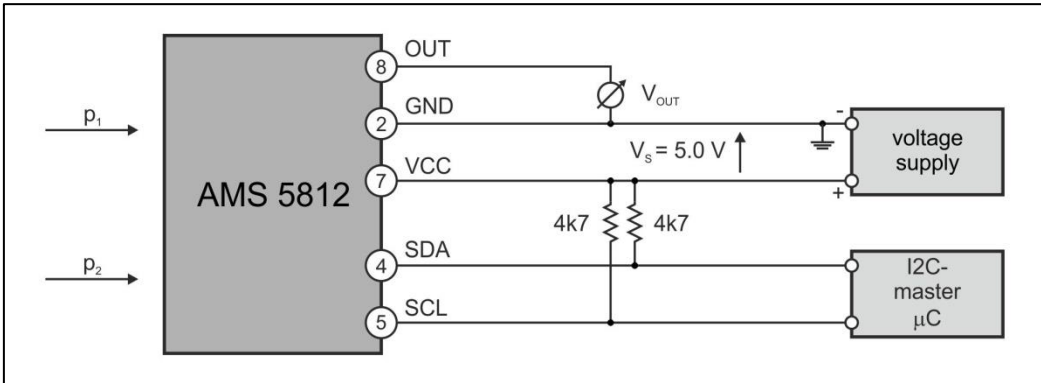 OUT
8
p₁
GND
2
V_OUT
-
voltage
supply
V_S = 5.0 V
VCC
7
+
AMS 5812
4k7
4k7
SDA
4
p₂
I2C-
master
µC
SCL
5